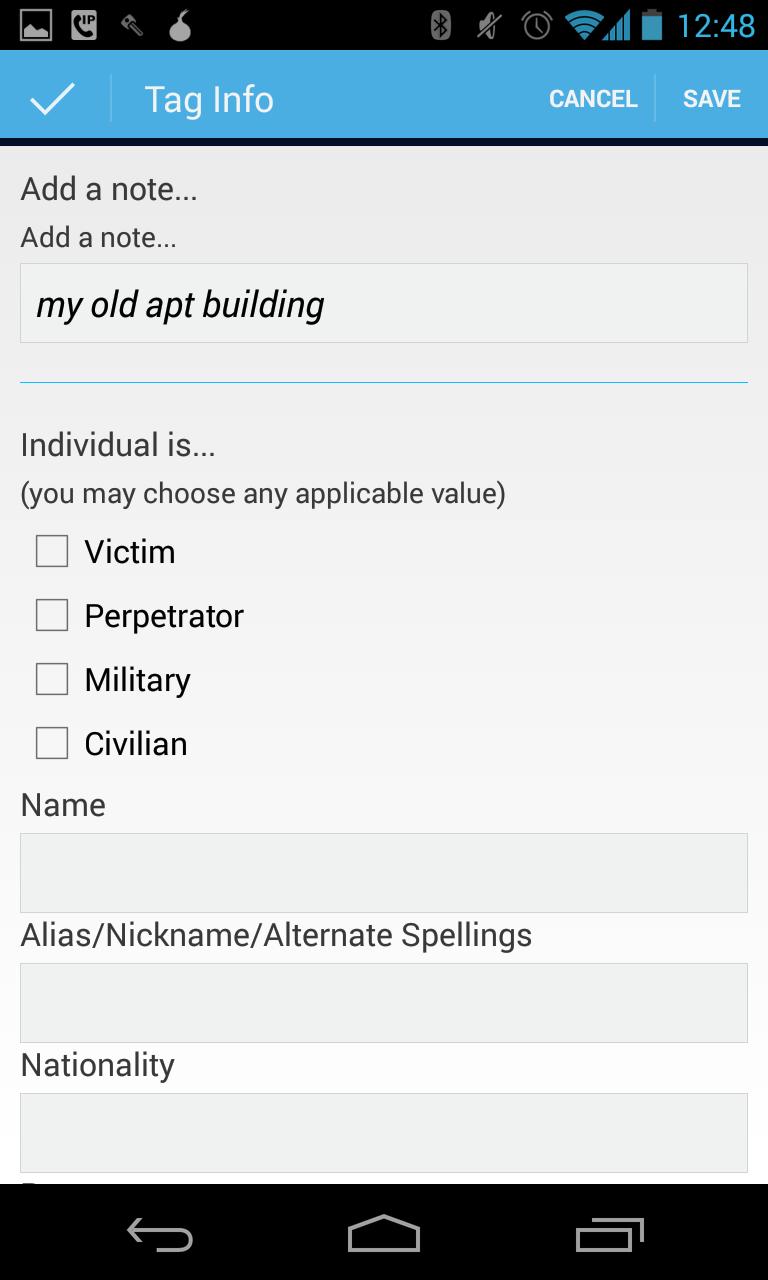 12:48
Tag Info
CANCEL
SAVE
Add a note...
Add a note...
my old apt building
Individual is...
(you may choose any applicable value)
Victim
Perpetrator
Military
Civilian
Name
Alias/Nickname/Alternate Spellings
Nationality